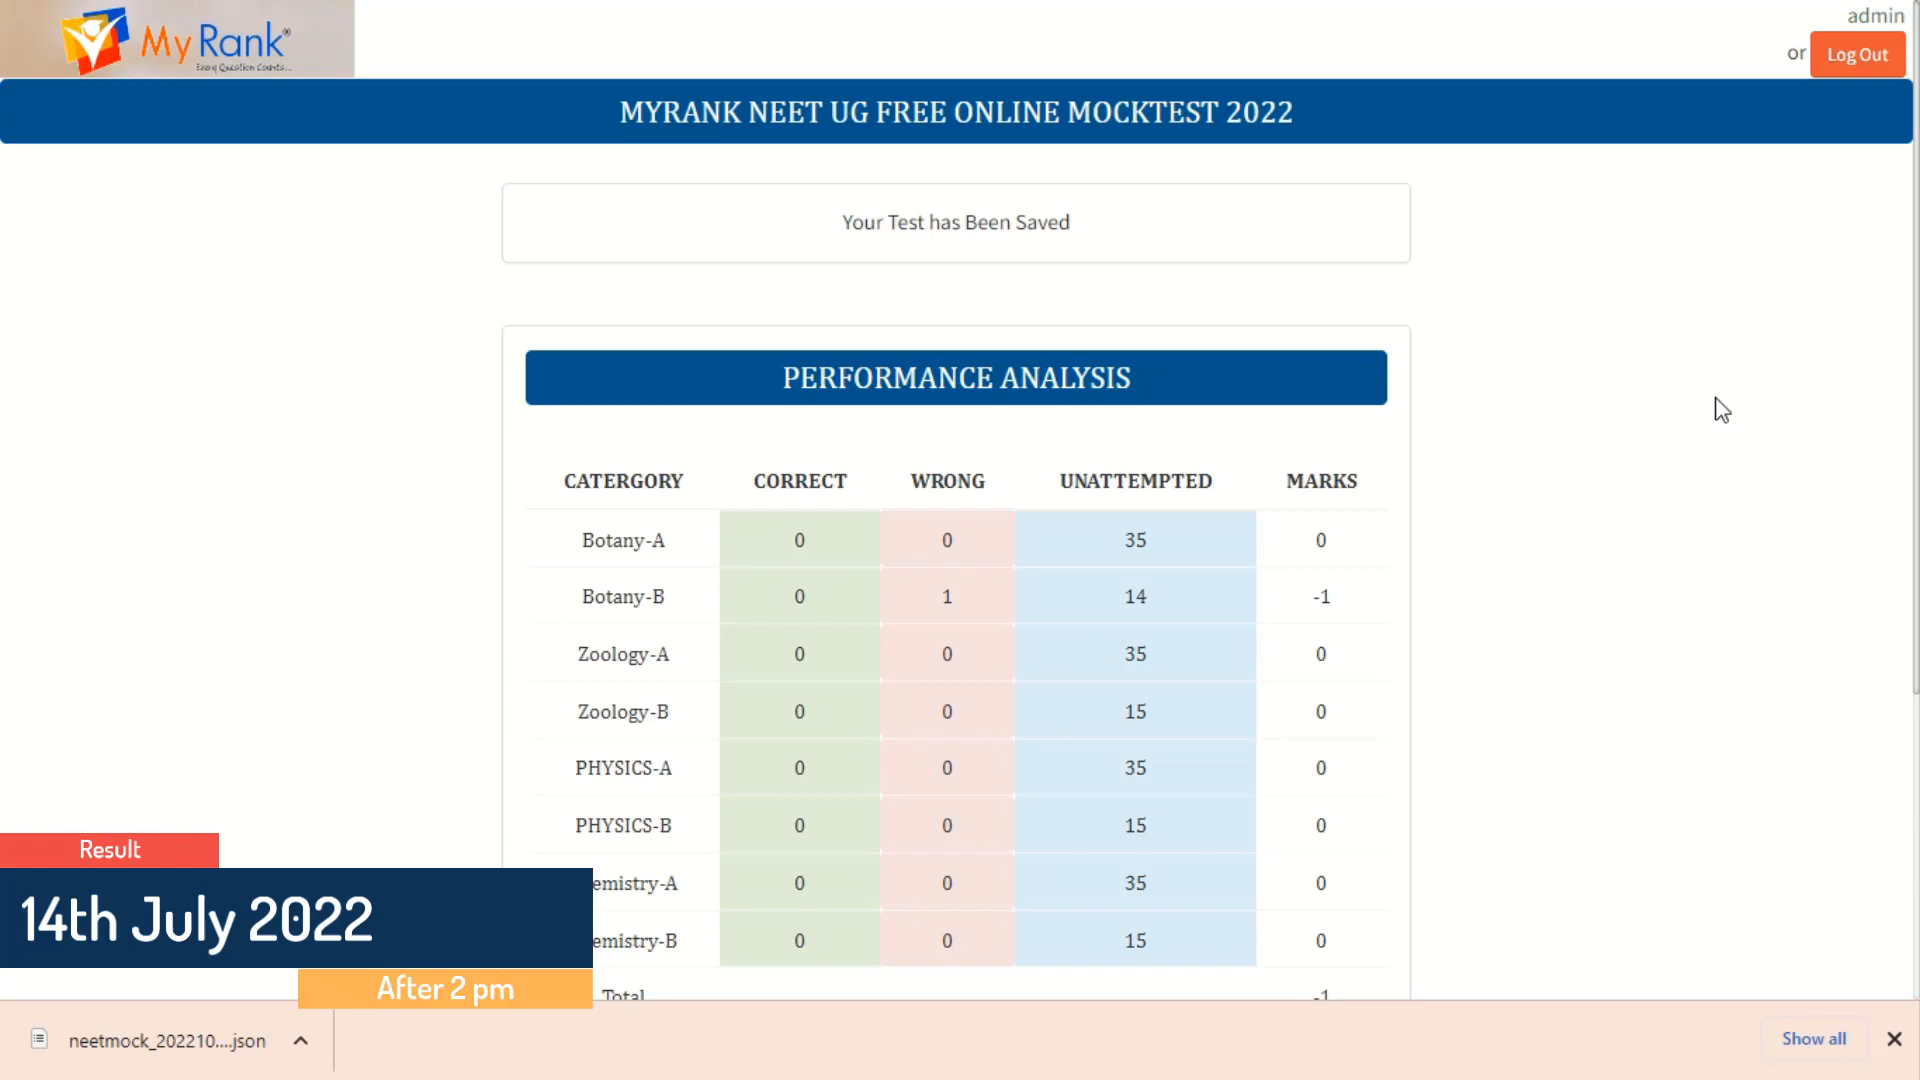 My Rank®
Every Question Counts...
admin
or Log Out
MYRANK NEET UG FREE ONLINE MOCKTEST 2022
Your Test has Been Saved
PERFORMANCE ANALYSIS
CATERGORY CORRECT WRONG UNATTEMPTED MARKS
Botany-A 0 0 35 0
Botany-B 0 1 14 -1
Zoology-A 0 0 35 0
Zoology-B 0 0 15 0
PHYSICS-A 0 0 35 0
PHYSICS-B 0 0 15 0
emistry-A 0 0 35 0
emistry-B 0 0 15 0
Total -1
Result
14th July 2022
After 2 pm
neetmock_202210....json
Show all